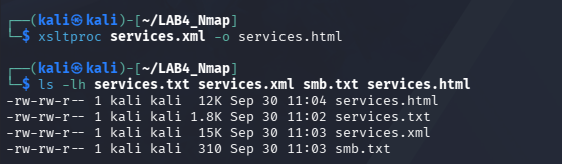 ┌──(kali㉿kali)-[~/LAB4_Nmap]
└─$ xsltproc services.xml -o services.html
┌──(kali㉿kali)-[~/LAB4_Nmap]
└─$ ls -lh services.txt services.xml smb.txt services.html
-rw-rw-r-- 1 kali kali  12K Sep 30 11:04 services.html
-rw-rw-r-- 1 kali kali 1.8K Sep 30 11:02 services.txt
-rw-rw-r-- 1 kali kali  15K Sep 30 11:03 services.xml
-rw-rw-r-- 1 kali kali  310 Sep 30 11:03 smb.txt